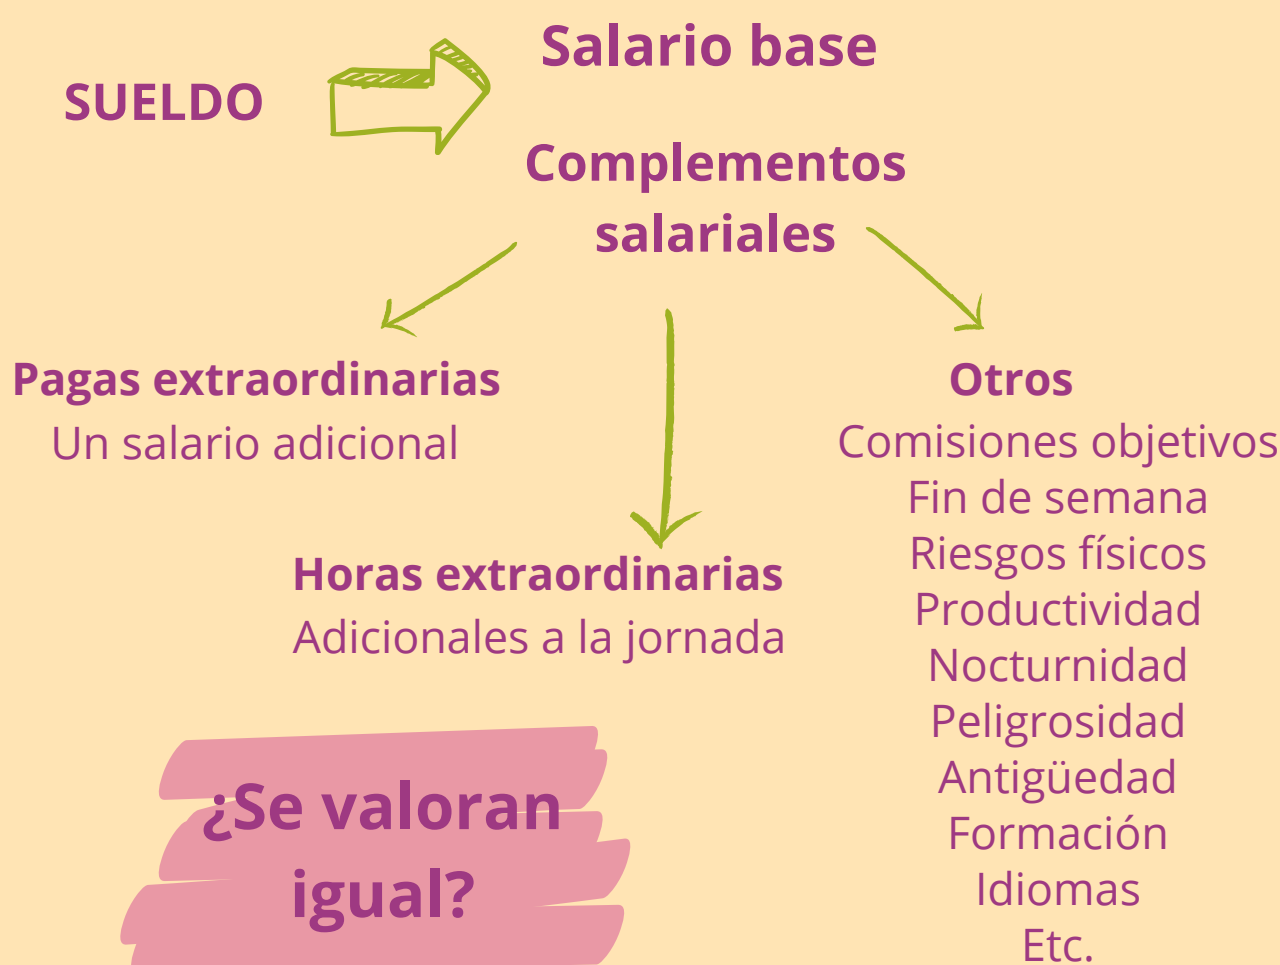 SUELDO
Salario base
Complementos
salariales
Pagas extraordinarias
Un salario adicional
Horas extraordinarias
Adicionales a la jornada
Otros
Comisiones objetivos
Fin de semana
Riesgos físicos
Productividad
Nocturnidad
Peligrosidad
Antigüedad
Formación
Idiomas
Etc.
¿Se valoran
igual?